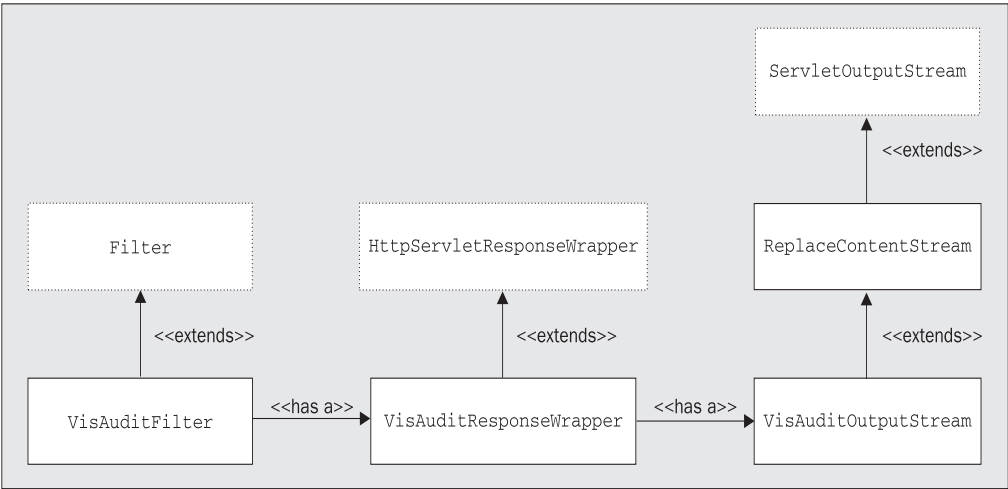 ServletOutputStream
<<extends>>
Filter
HttpServletResponseWrapper
ReplaceContentStream
<<extends>>
<<extends>>
<<extends>>
VisAuditFilter
<<has a>>
VisAuditResponseWrapper
<<has a>>
VisAuditOutputStream